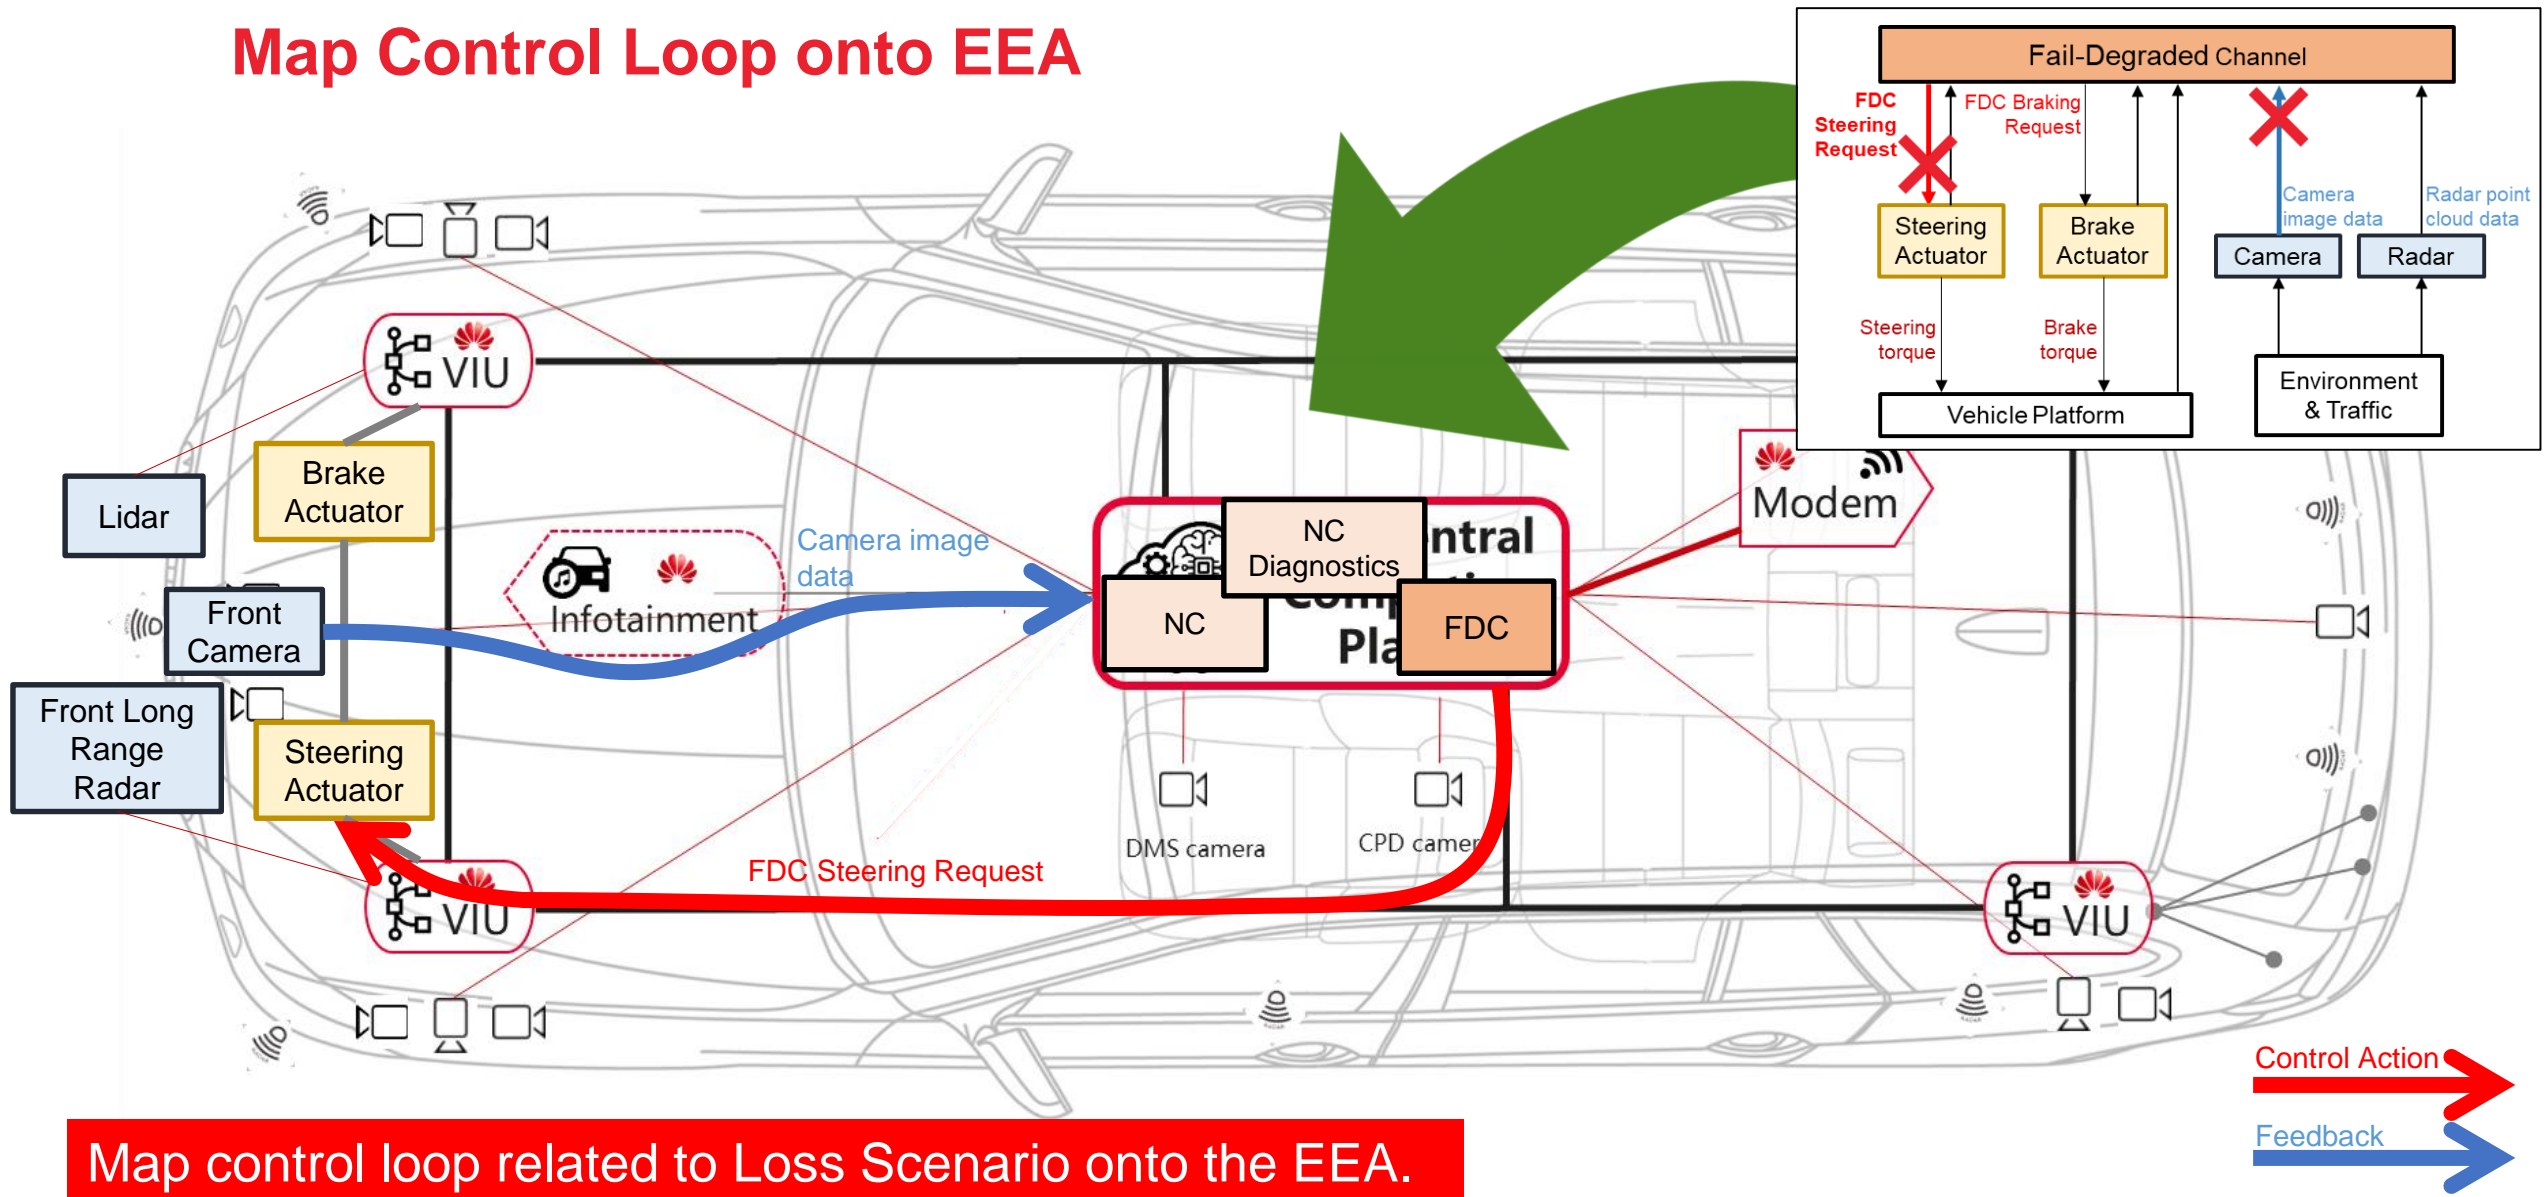 Map Control Loop onto EEA
Fail-Degraded Channel
FDC
Steering
Request
FDC Braking
Request
Camera
image data
Radar point
cloud data
Steering
Actuator
Brake
Actuator
Camera
Radar
Steering
torque
Brake
torque
Environment
& Traffic
Vehicle Platform
VIU
Brake
Actuator
Lidar
Infotainment
Camera image
data
NC
Diagnostics
NC
FDC
Modem
Front
Camera
Front Long
Range
Radar
Steering
Actuator
DMS camera
CPD camer
FDC Steering Request
VIU
VIU
Control Action
Feedback
Map control loop related to Loss Scenario onto the EEA.